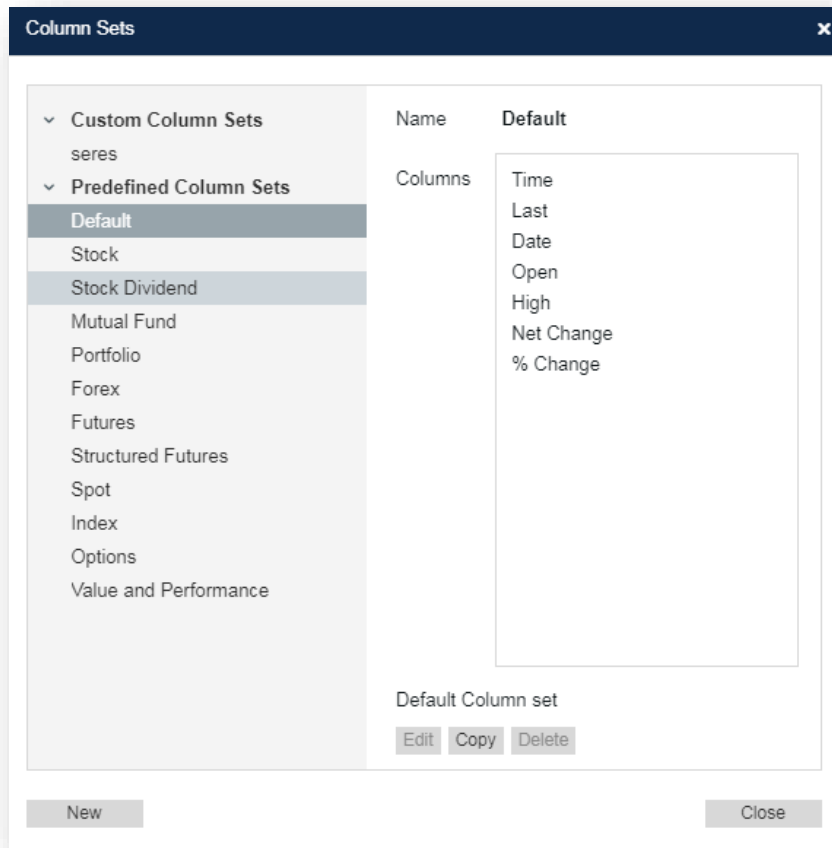 Column Sets
Custom Column Sets
seres
Predefined Column Sets
Default
Stock
Stock Dividend
Mutual Fund
Portfolio
Forex
Futures
Structured Futures
Spot
Index
Options
Value and Performance
Name Default
Columns
Time
Last
Date
Open
High
Net Change
% Change
Default Column set
Edit Copy Delete
New Close